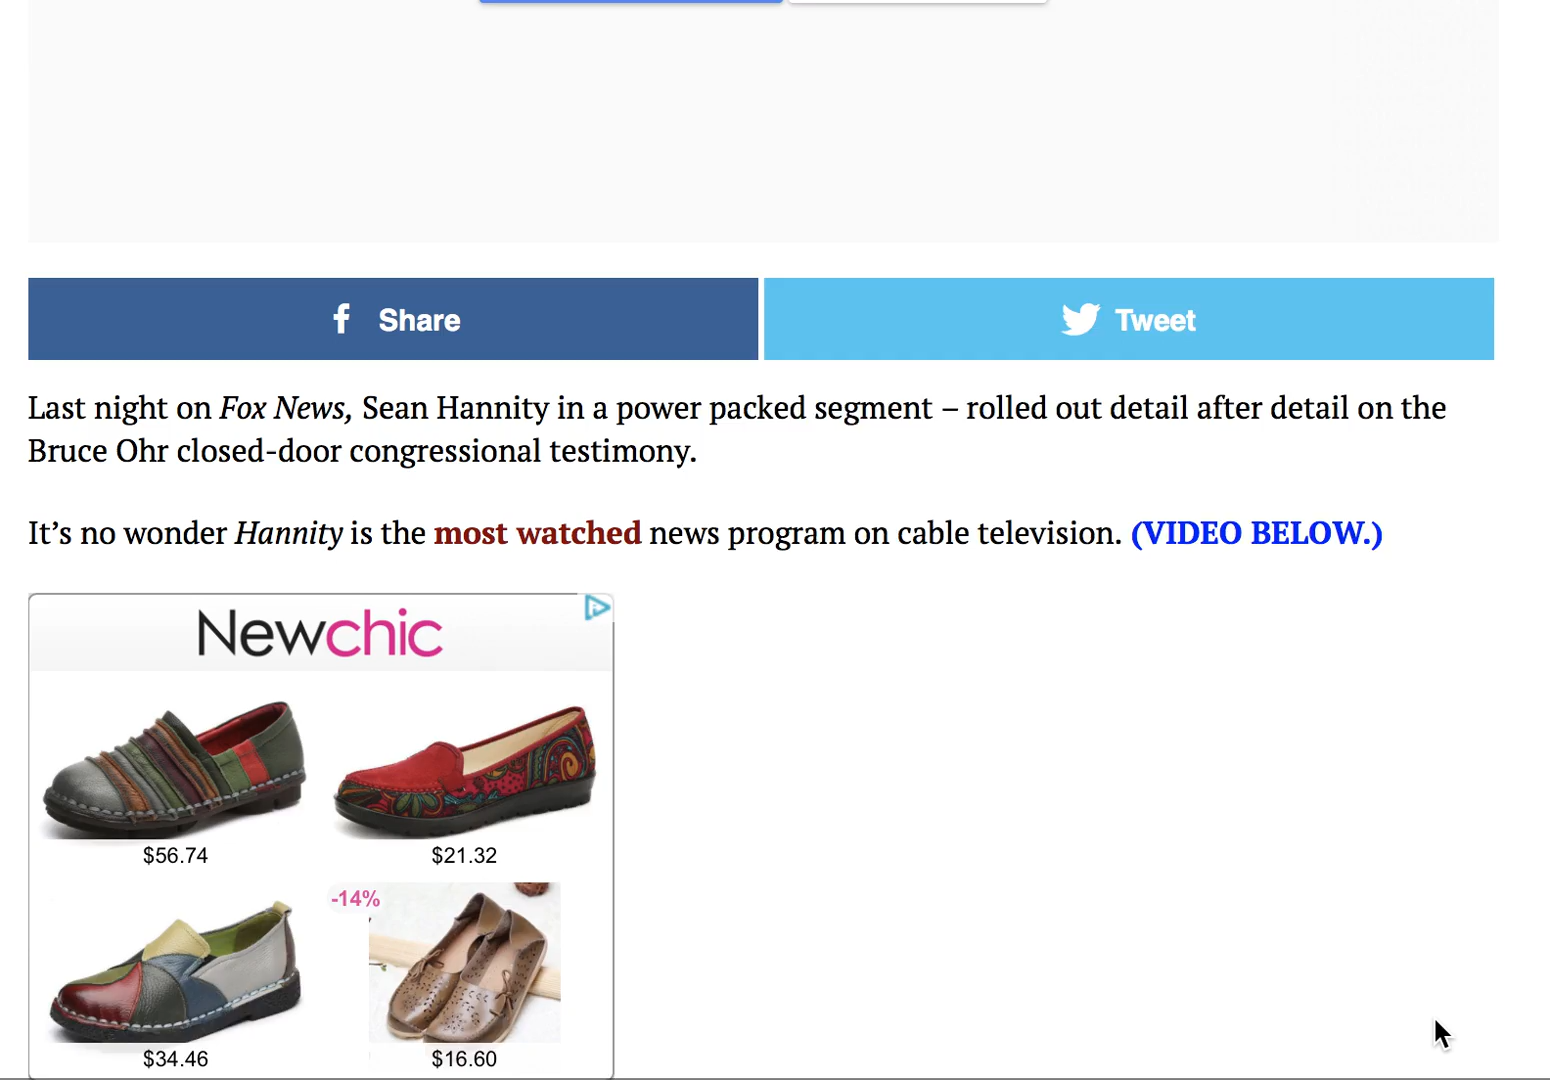 Share
Tweet
Last night on Fox News, Sean Hannity in a power packed segment – rolled out detail after detail on the
Bruce Ohr closed-door congressional testimony.
It’s no wonder Hannity is the most watched news program on cable television. (VIDEO BELOW.)
Newchic
$56.74
$21.32
-14%
$34.46
$16.60